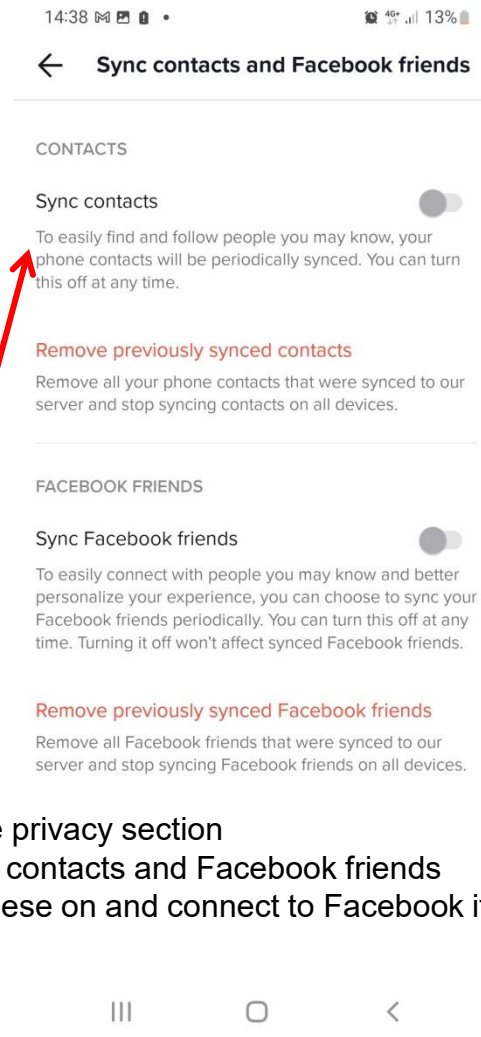 14:38
4G+ 13%
Sync contacts and Facebook friends
CONTACTS
Sync contacts
To easily find and follow people you may know, your
phone contacts will be periodically synced. You can turn
this off at any time.
Remove previously synced contacts
Remove all your phone contacts that were synced to our
server and stop syncing contacts on all devices.
FACEBOOK FRIENDS
Sync Facebook friends
To easily connect with people you may know and better
personalize your experience, you can choose to sync your
Facebook friends periodically. You can turn this off at any
time. Turning it off won't affect synced Facebook friends.
Remove previously synced Facebook friends
Remove all Facebook friends that were synced to our
server and stop syncing Facebook friends on all devices.
privacy section
contacts and Facebook friends
on and connect to Facebook